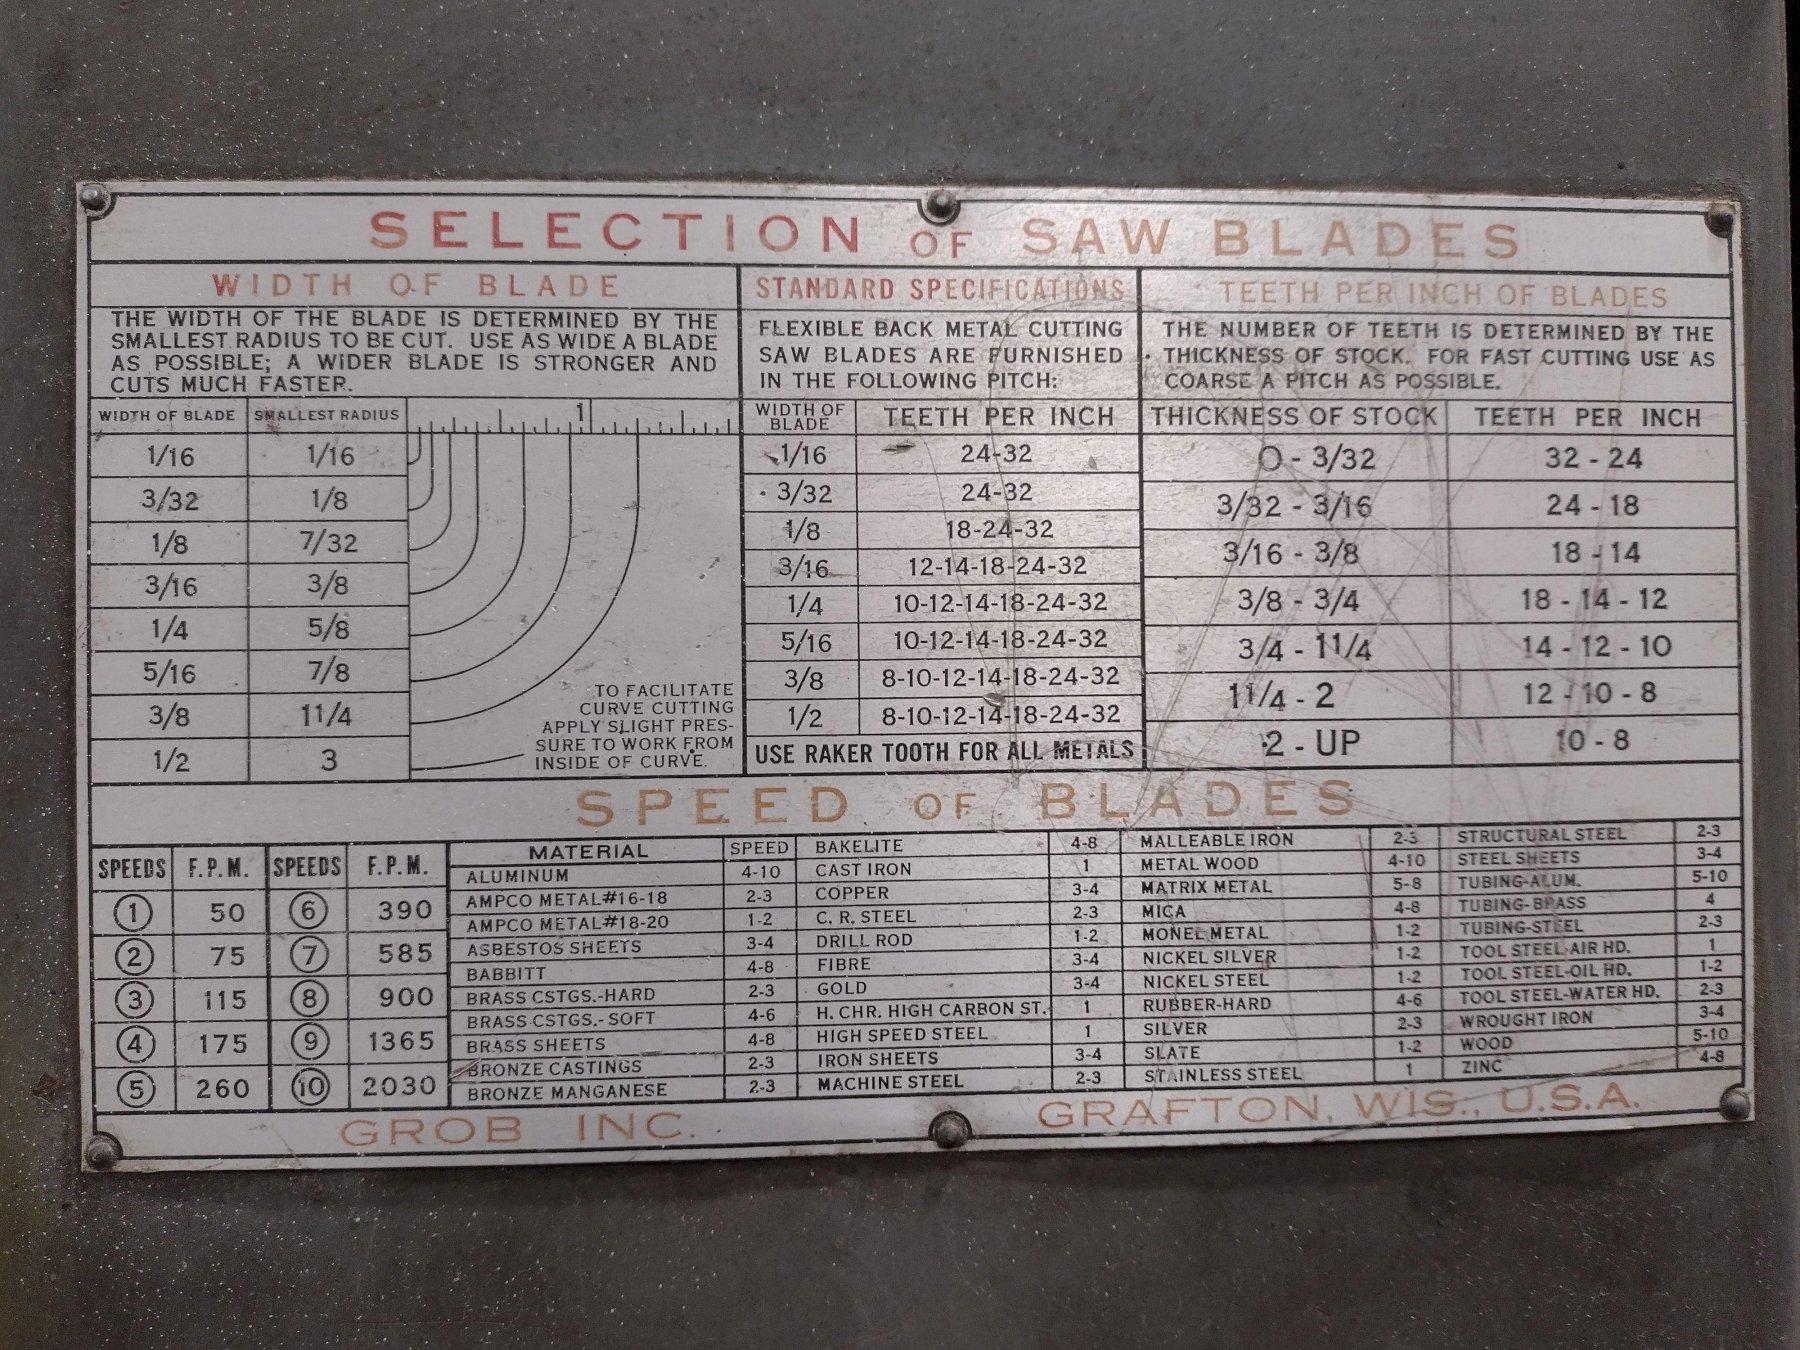 SELECTION OF SAW BLADES
WIDTH OF BLADE
THE WIDTH OF THE BLADE IS DETERMINED BY THE
SMALLEST RADIUS TO BE CUT. USE AS WIDE A BLADE
AS POSSIBLE; A WIDER BLADE IS STRONGER AND
CUTS MUCH FASTER.
WIDTH OF BLADE SMALLEST RADIUS 1
1/16 1/16
3/32 1/8
1/8 7/32
3/16 3/8
1/4 5/8
5/16 7/8
3/8 1 1/4
1/2 3
TO FACILITATE
CURVE CUTTING
APPLY SLIGHT PRES-
SURE TO WORK FROM
INSIDE OF CURVE.
STANDARD SPECIFICATIONS
FLEXIBLE BACK METAL CUTTING
SAW BLADES ARE FURNISHED
IN THE FOLLOWING PITCH:
WIDTH OF BLADE TEETH PER INCH
1/16 24-32
3/32 24-32
1/8 18-24-32
3/16 12-14-18-24-32
1/4 10-12-14-18-24-32
5/16 10-12-14-18-24-32
3/8 8-10-12-14-18-24-32
1/2 8-10-12-14-18-24-32
USE RAKER TOOTH FOR ALL METALS
TEETH PER INCH OF BLADES
THE NUMBER OF TEETH IS DETERMINED BY THE
THICKNESS OF STOCK. FOR FAST CUTTING USE AS
COARSE A PITCH AS POSSIBLE.
THICKNESS OF STOCK TEETH PER INCH
0 - 3/32 32 - 24
3/32 - 3/16 24 - 18
3/16 - 3/8 18 - 14
3/8 - 3/4 18 - 14 - 12
3/4 - 1 1/4 14 - 12 - 10
1 1/4 - 2 12 - 10 - 8
2 - UP 10 - 8
SPEED OF BLADES
SPEEDS F.P.M. SPEEDS F.P.M.
1 50 6 390
2 75 7 585
3 115 8 900
4 175 9 1365
5 260 10 2030
MATERIAL SPEED
ALUMINUM 4-10
AMPCO METAL#16-18 2-3
AMPCO METAL#18-20 1-2
ASBESTOS SHEETS 3-4
BABBITT 4-8
BRASS CSTGS.-HARD 2-3
BRASS CSTGS.-SOFT 4-6
BRASS SHEETS 4-8
BRONZE CASTINGS 2-3
BRONZE MANGANESE 2-3
BAKELITE 4-8
CAST IRON 1
COPPER 3-4
C. R. STEEL 2-3
DRILL ROD 1-2
FIBRE 3-4
GOLD 3-4
H. CHR. HIGH CARBON ST. 1
HIGH SPEED STEEL 1
IRON SHEETS 3-4
MACHINE STEEL 2-3
MALLEABLE IRON 2-3
METAL WOOD 4-10
MATRIX METAL 5-8
MICA 4-8
MONEL METAL 1-2
NICKEL SILVER 1-2
NICKEL STEEL 1-2
RUBBER-HARD 4-6
SILVER 2-3
SLATE 1-2
STAINLESS STEEL 1
STRUCTURAL STEEL 2-3
STEEL SHEETS 3-4
TUBING-ALUM. 5-10
TUBING-BRASS 4
TUBING-STEEL 2-3
TOOL STEEL-AIR HD. 1
TOOL STEEL-OIL HD. 1-2
TOOL STEEL-WATER HD. 2-3
WROUGHT IRON 3-4
WOOD 5-10
ZINC 4-8
GROB INC. GRAFTON, WIS., U.S.A.